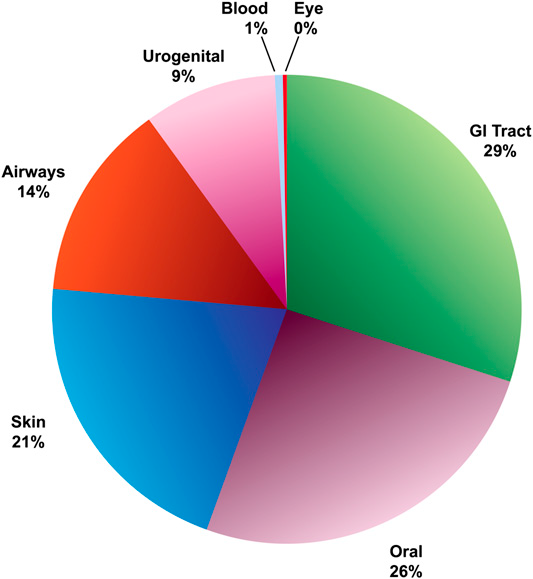 Blood
1%
Eye
0%
Urogenital
9%
GI Tract
29%
Airways
14%
Skin
21%
Oral
26%